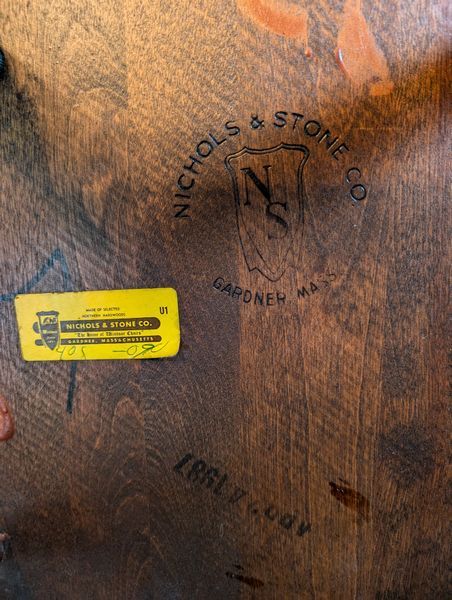 NICHOLS & STONE CO.
N
S
GARDNER MASS
MADE OF SELECTED
NORTHERN HARDWOODS
U1
NS
NICHOLS & STONE CO.
"The Home of Windsor Chairs"
GARDNER, MASSACHUSETTS
405